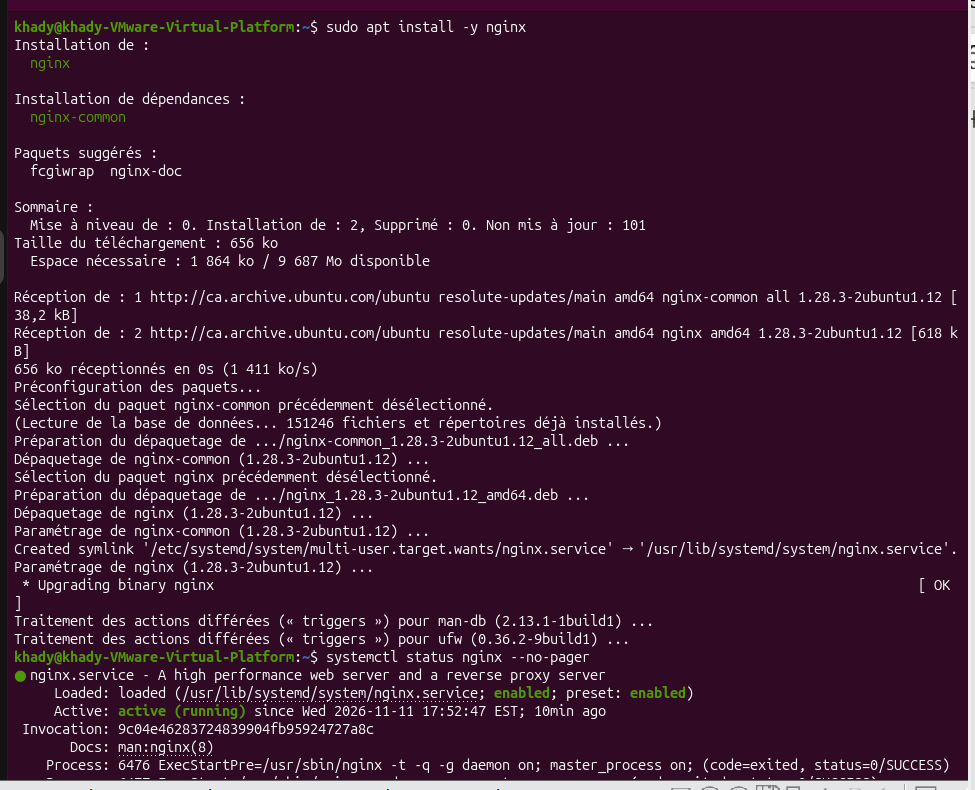 khady@khady-VMware-Virtual-Platform:~$ sudo apt install -y nginx
Installation de :
  nginx
Installation de dépendances :
  nginx-common
Paquets suggérés :
  fcgiwrap  nginx-doc
Sommaire :
  Mise à niveau de : 0. Installation de : 2, Supprimé : 0. Non mis à jour : 101
Taille du téléchargement : 656 ko
  Espace nécessaire : 1 864 ko / 9 687 Mo disponible
Réception de : 1 http://ca.archive.ubuntu.com/ubuntu resolute-updates/main amd64 nginx-common all 1.28.3-2ubuntu1.12 [
38,2 kB]
Réception de : 2 http://ca.archive.ubuntu.com/ubuntu resolute-updates/main amd64 nginx amd64 1.28.3-2ubuntu1.12 [618 k
B]
656 ko réceptionnés en 0s (1 411 ko/s)
Préconfiguration des paquets...
Sélection du paquet nginx-common précédemment désélectionné.
(Lecture de la base de données... 151246 fichiers et répertoires déjà installés.)
Préparation du dépaquetage de .../nginx-common_1.28.3-2ubuntu1.12_all.deb ...
Dépaquetage de nginx-common (1.28.3-2ubuntu1.12) ...
Sélection du paquet nginx précédemment désélectionné.
Préparation du dépaquetage de .../nginx_1.28.3-2ubuntu1.12_amd64.deb ...
Dépaquetage de nginx (1.28.3-2ubuntu1.12) ...
Paramétrage de nginx-common (1.28.3-2ubuntu1.12) ...
Created symlink '/etc/systemd/system/multi-user.target.wants/nginx.service' → '/usr/lib/systemd/system/nginx.service'.
Paramétrage de nginx (1.28.3-2ubuntu1.12) ...
 * Upgrading binary nginx                                                                                        [ OK
]
Traitement des actions différées (« triggers ») pour man-db (2.13.1-1build1) ...
Traitement des actions différées (« triggers ») pour ufw (0.36.2-9build1) ...
khady@khady-VMware-Virtual-Platform:~$ systemctl status nginx --no-pager
● nginx.service - A high performance web server and a reverse proxy server
     Loaded: loaded (/usr/lib/systemd/system/nginx.service; enabled; preset: enabled)
     Active: active (running) since Wed 2026-11-11 17:52:47 EST; 10min ago
 Invocation: 9c04e46283724839904fb95924727a8c
       Docs: man:nginx(8)
    Process: 6476 ExecStartPre=/usr/sbin/nginx -t -q -g daemon on; master_process on; (code=exited, status=0/SUCCESS)